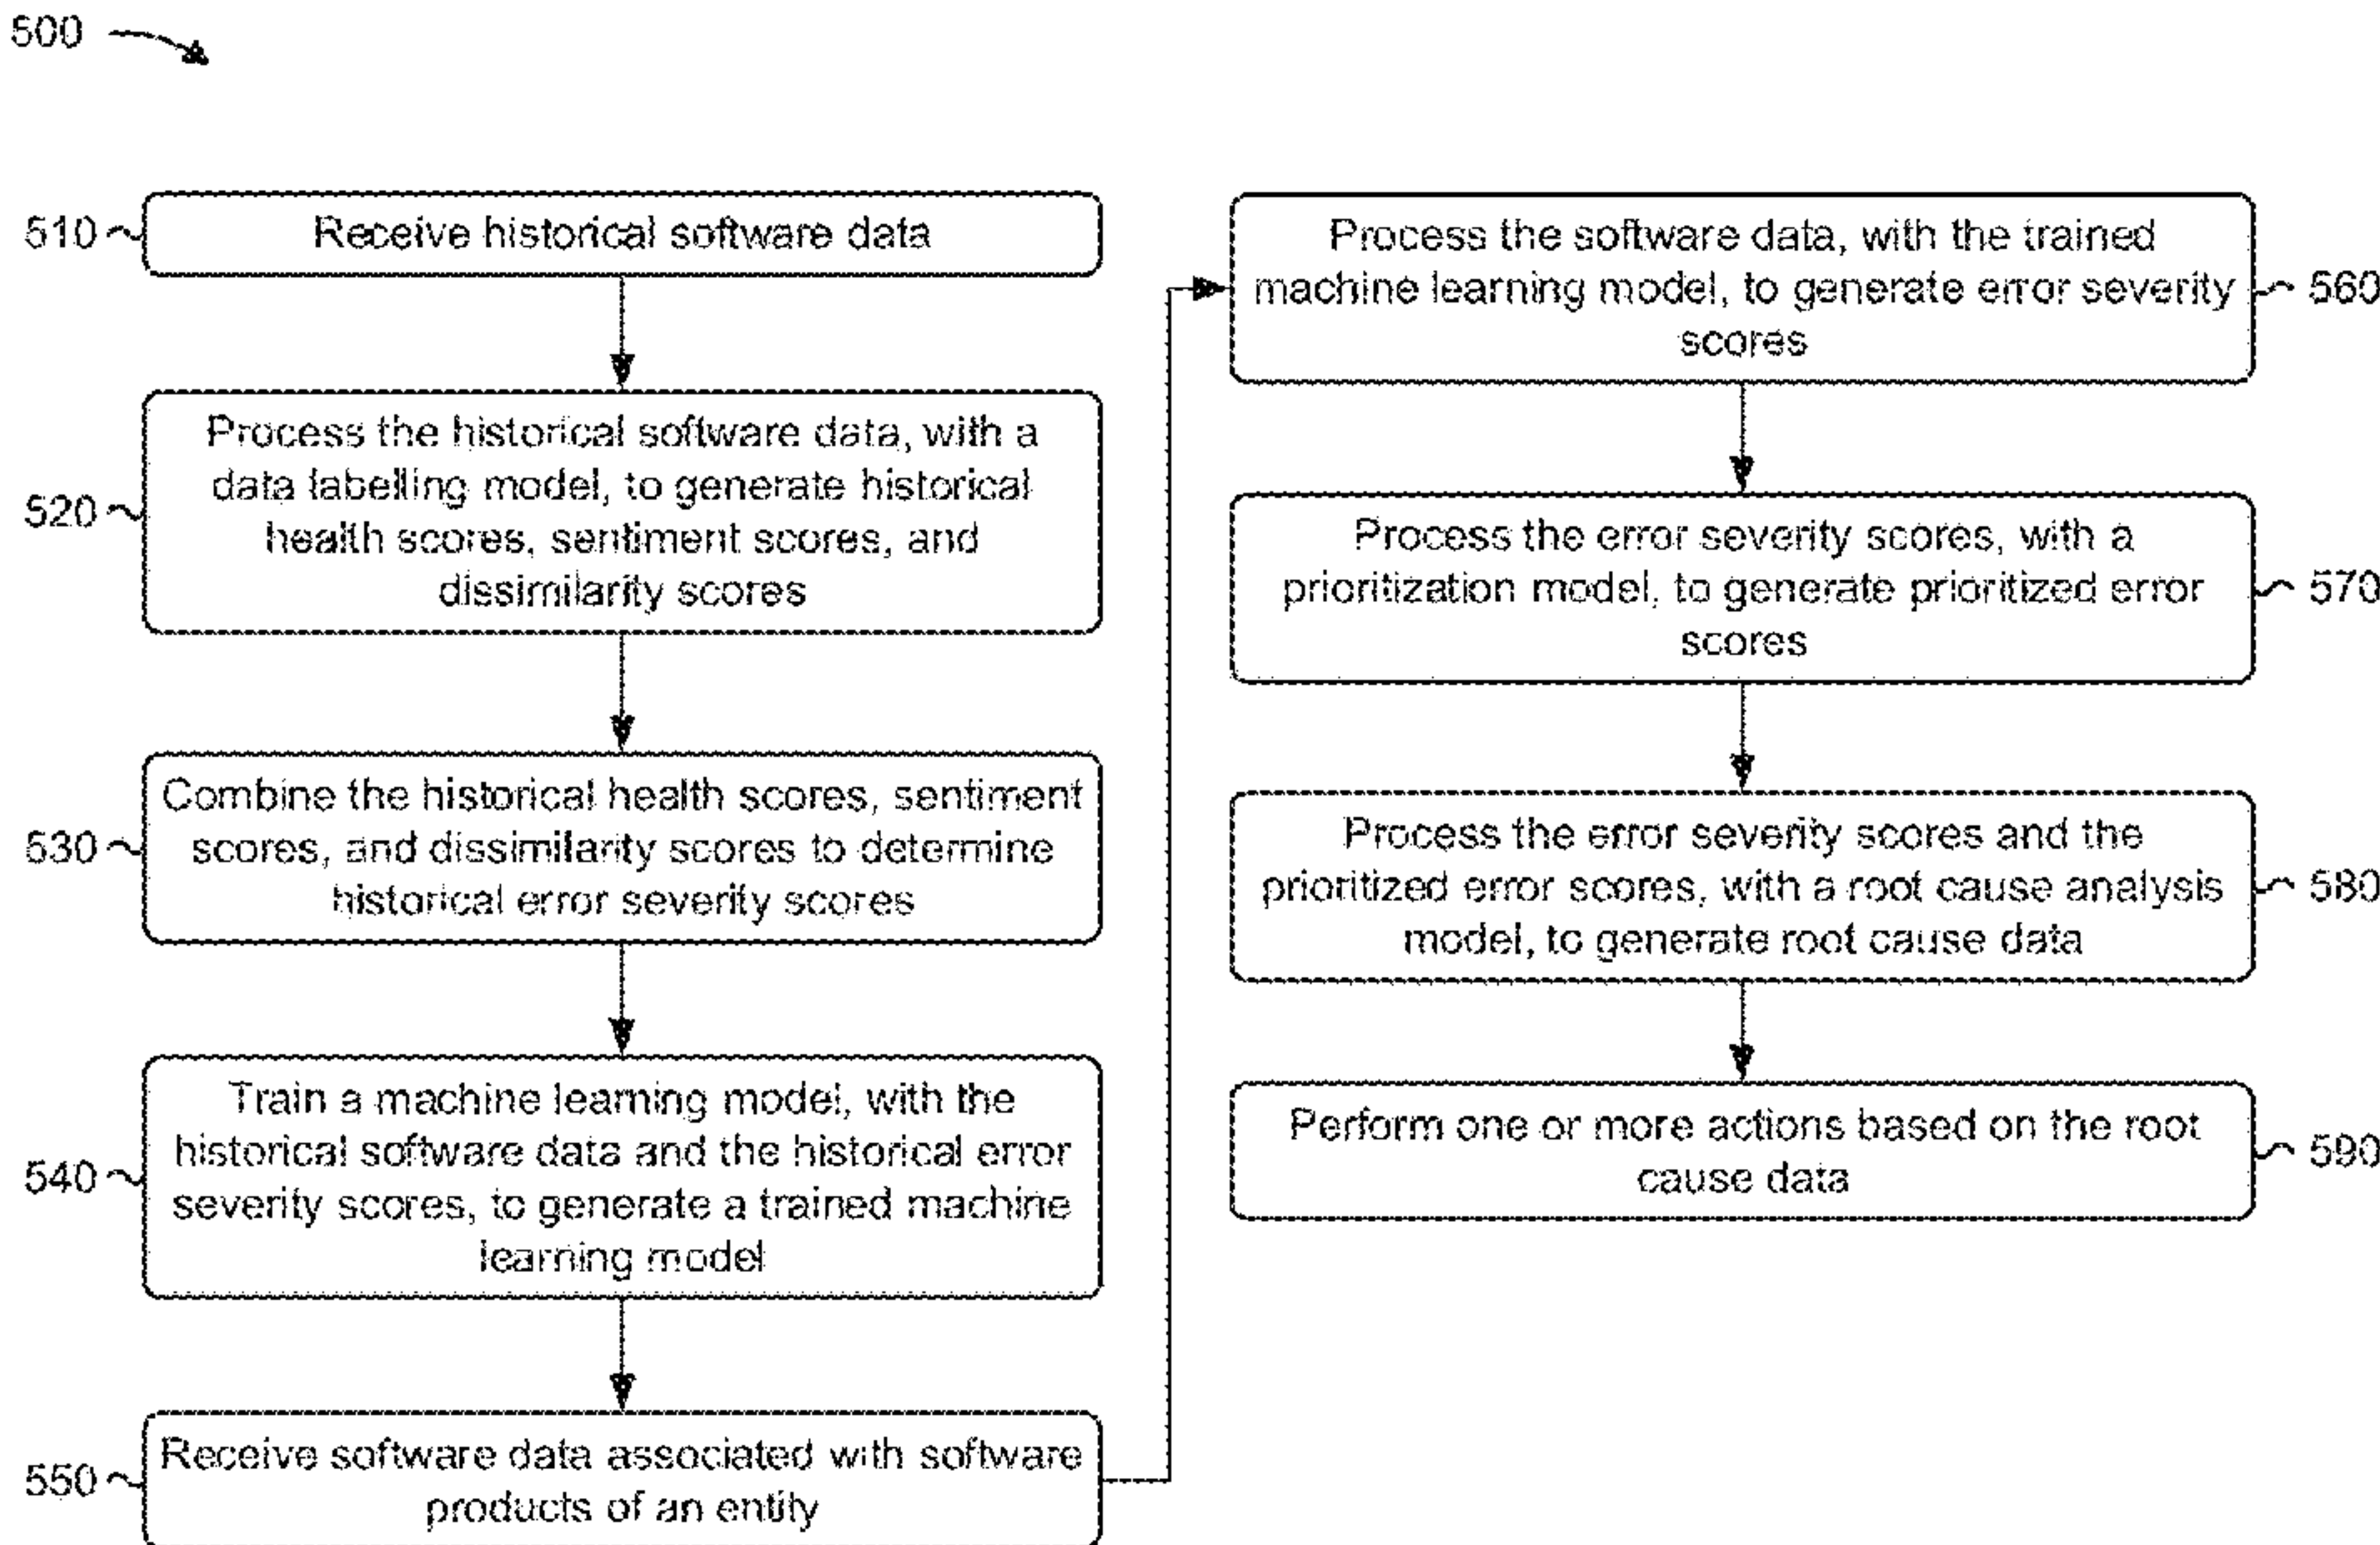 500
510
Receive historical software data
520
Process the historical software data, with a
data labelling model, to generate historical
health scores, sentiment scores, and
dissimilarity scores
530
Combine the historical health scores, sentiment
scores, and dissimilarity scores to determine
historical error severity scores
540
Train a machine learning model, with the
historical software data and the historical error
severity scores, to generate a trained machine
learning model
550
Receive software data associated with software
products of an entity
Process the software data, with the trained
machine learning model, to generate error severity
scores
560
Process the error severity scores, with a
prioritization model, to generate prioritized error
scores
570
Process the error severity scores and the
prioritized error scores, with a root cause analysis
model, to generate root cause data
580
Perform one or more actions based on the root
cause data
590